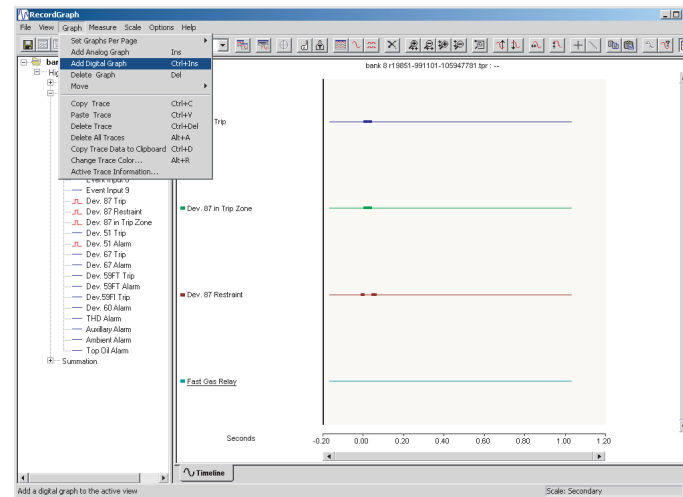 RecordGraph
File View Graph Measure Scale Options Help
Set Graphs Per Page
Add Analog Graph Ins
Add Digital Graph Ctrl+Ins
Delete Graph Del
Move
Copy Trace Ctrl+C
Paste Trace Ctrl+V
Delete Trace Ctrl+Del
Delete All Traces Alt+A
Copy Trace Data to Clipboard Ctrl+D
Change Trace Color... Alt+R
Active Trace Information...
Event Input 9
Dev. 87 Trip
Dev. 87 Restraint
Dev. 87 in Trip Zone
Dev. 51 Trip
Dev. 51 Alarm
Dev. 67 Trip
Dev. 67 Alarm
Dev. 59FT Trip
Dev. 59FT Alarm
Dev.59FI Trip
Dev. 60 Alarm
THD Alarm
Auxillary Alarm
Ambient Alarm
Top Oil Alarm
Summation
bank 8 r19851-991101-105947781.tpr : --
Trip
Dev. 87 in Trip Zone
Dev. 87 Restraint
Fast Gas Relay
Seconds
-0.20 0.00 0.20 0.40 0.60 0.80 1.00 1.20
Timeline
Add a digital graph to the active view
Scale: Secondary